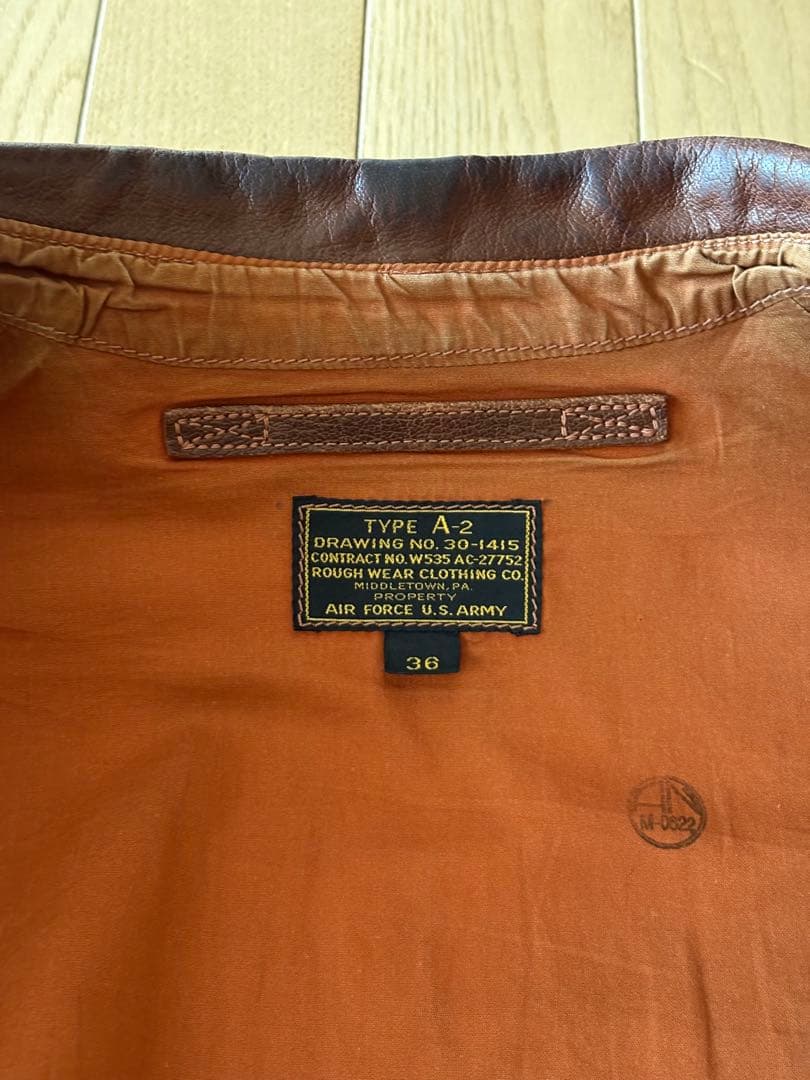 TYPE A-2
DRAWING NO. 30-1415
CONTRACT NO. W535 AC-27752
ROUGH WEAR CLOTHING CO.
MIDDLETOWN, PA.
PROPERTY
AIR FORCE U.S. ARMY
36
M-0622